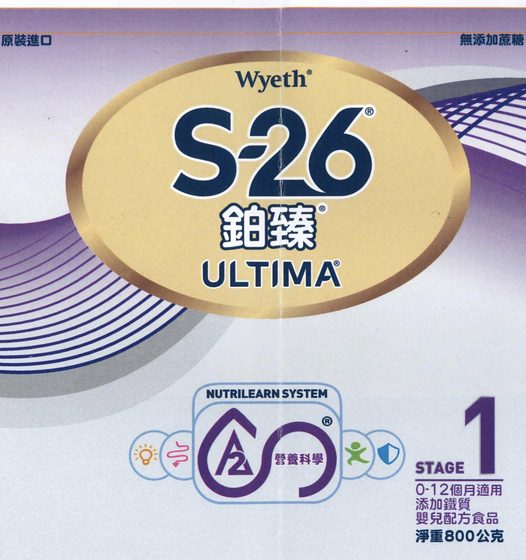 原裝進口
無添加蔗糖
Wyeth®
S-26®
鉑臻®
ULTIMA®
NUTRILEARN SYSTEM
A2 營養科學®
STAGE 1
0-12個月適用
添加鐵質
嬰兒配方食品
淨重800公克